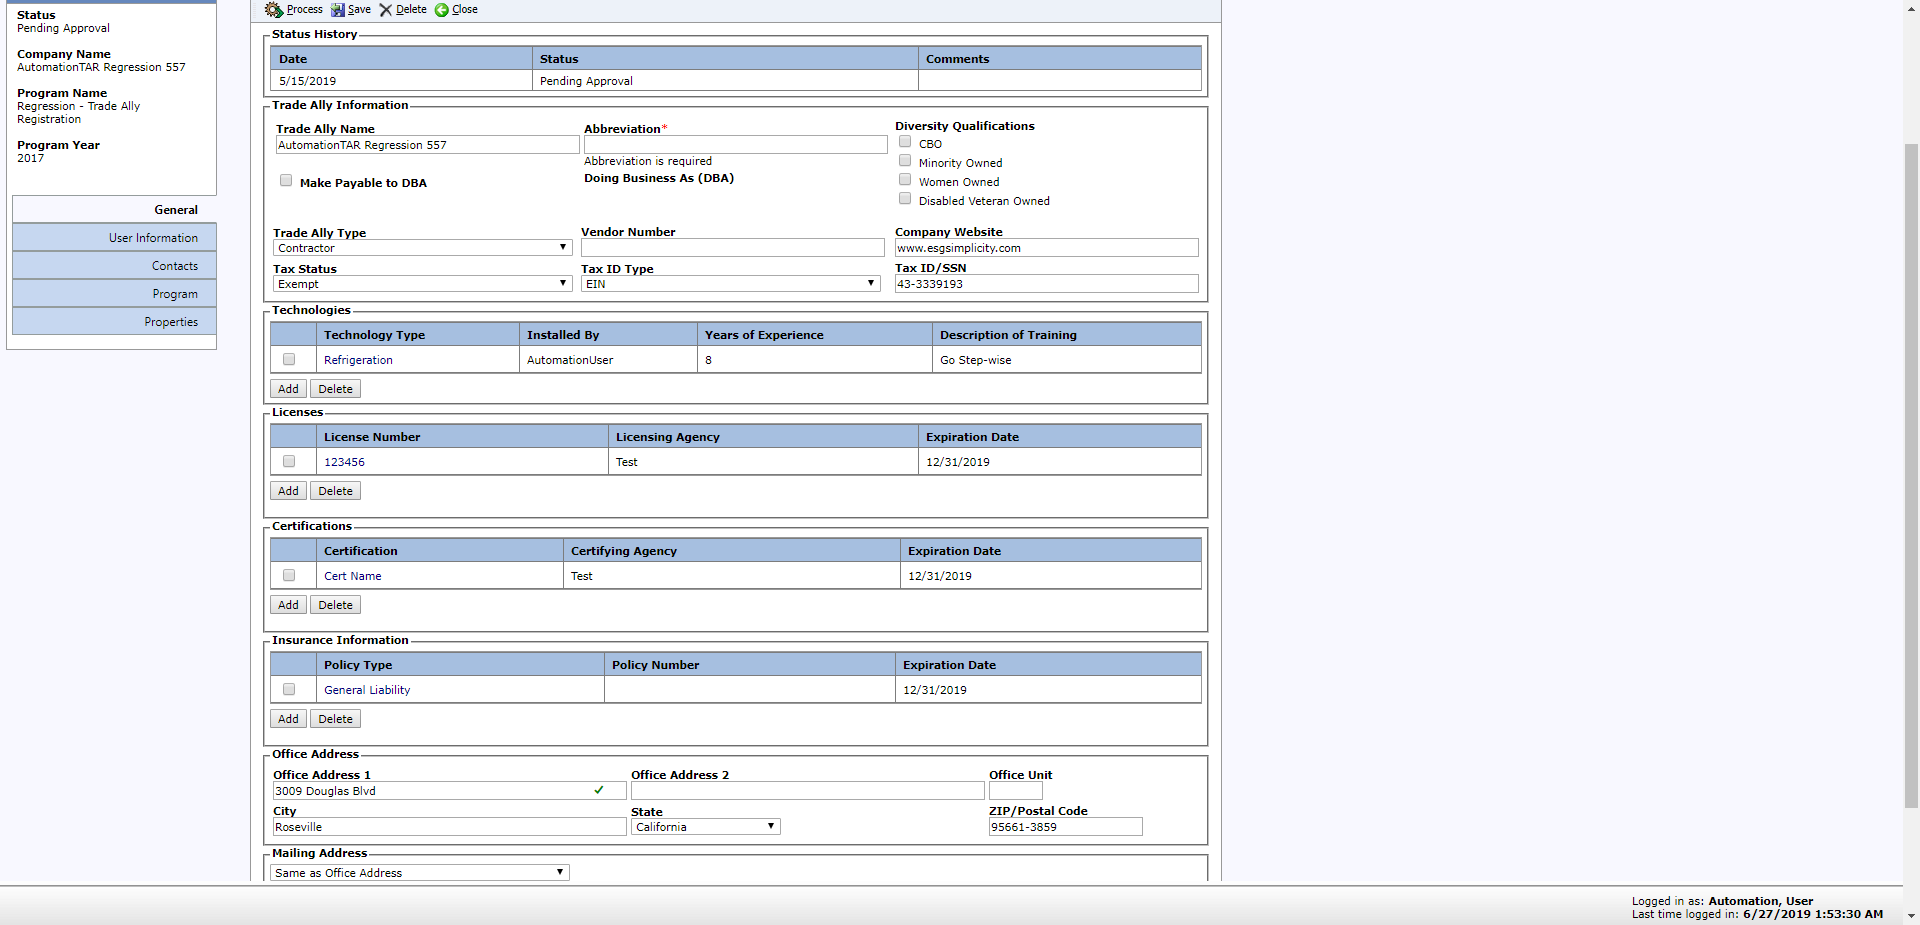 Status
Pending Approval
Company Name
AutomationTAR Regression 557
Program Name
Regression - Trade Ally
Registration
Program Year
2017
General
User Information
Contacts
Program
Properties
Process Save Delete Close
Status History
Date Status Comments
5/15/2019 Pending Approval
Trade Ally Information
Trade Ally Name Abbreviation* Diversity Qualifications
AutomationTAR Regression 557 CBO
Abbreviation is required Minority Owned
Make Payable to DBA Doing Business As (DBA) Women Owned
Disabled Veteran Owned
Trade Ally Type Vendor Number Company Website
Contractor www.esgsimplicity.com
Tax Status Tax ID Type Tax ID/SSN
Exempt EIN 43-3339193
Technologies
Technology Type Installed By Years of Experience Description of Training
Refrigeration AutomationUser 8 Go Step-wise
Add Delete
Licenses
License Number Licensing Agency Expiration Date
123456 Test 12/31/2019
Add Delete
Certifications
Certification Certifying Agency Expiration Date
Cert Name Test 12/31/2019
Add Delete
Insurance Information
Policy Type Policy Number Expiration Date
General Liability 12/31/2019
Add Delete
Office Address
Office Address 1 Office Address 2 Office Unit
3009 Douglas Blvd
City State ZIP/Postal Code
Roseville California 95661-3859
Mailing Address
Same as Office Address
Logged in as: Automation, User
Last time logged in: 6/27/2019 1:53:30 AM